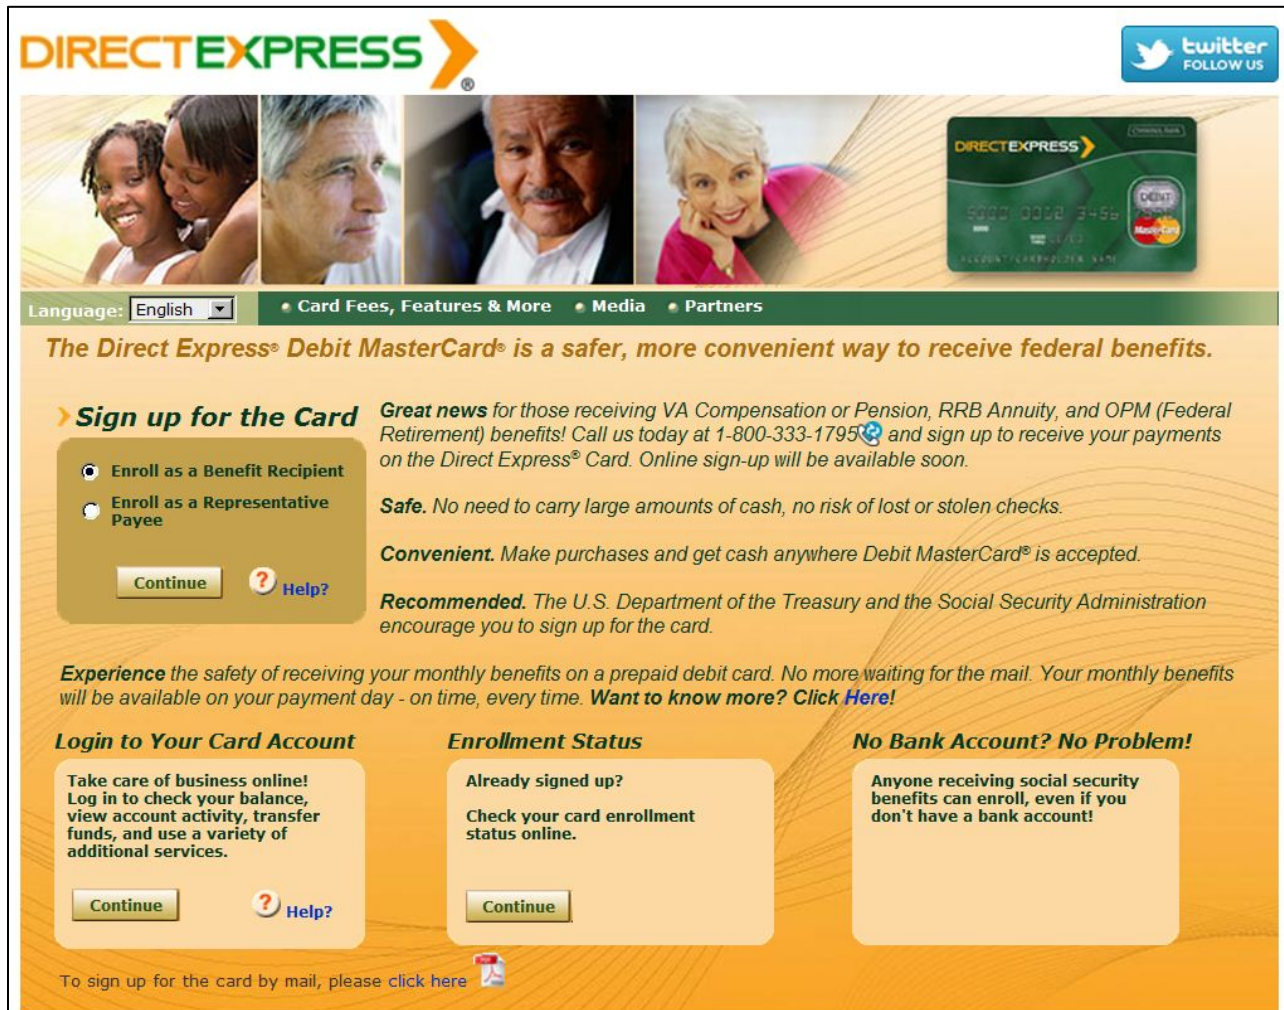 DIRECTEXPRESS®
twitter
FOLLOW US
DIRECTEXPRESS
DEBIT
MasterCard
ACCOUNT/CARDHOLDER NAME
Language: English
Card Fees, Features & More
Media
Partners
The Direct Express® Debit MasterCard® is a safer, more convenient way to receive federal benefits.
Sign up for the Card
Enroll as a Benefit Recipient
Enroll as a Representative
Payee
Continue
? Help?
Great news for those receiving VA Compensation or Pension, RRB Annuity, and OPM (Federal
Retirement) benefits! Call us today at 1-800-333-1795 and sign up to receive your payments
on the Direct Express® Card. Online sign-up will be available soon.
Safe. No need to carry large amounts of cash, no risk of lost or stolen checks.
Convenient. Make purchases and get cash anywhere Debit MasterCard® is accepted.
Recommended. The U.S. Department of the Treasury and the Social Security Administration
encourage you to sign up for the card.
Experience the safety of receiving your monthly benefits on a prepaid debit card. No more waiting for the mail. Your monthly benefits
will be available on your payment day - on time, every time. Want to know more? Click Here!
Login to Your Card Account
Take care of business online!
Log in to check your balance,
view account activity, transfer
funds, and use a variety of
additional services.
Continue
? Help?
Enrollment Status
Already signed up?
Check your card enrollment
status online.
Continue
No Bank Account? No Problem!
Anyone receiving social security
benefits can enroll, even if you
don't have a bank account!
To sign up for the card by mail, please click here